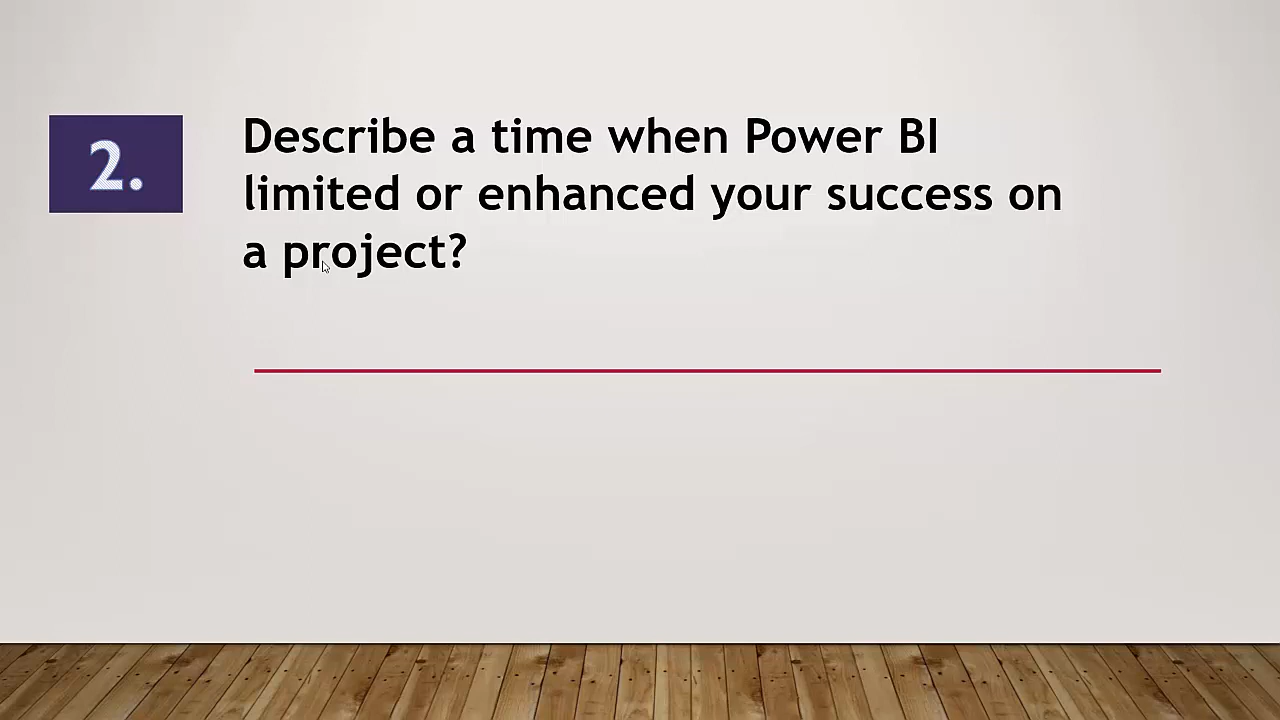 2.
Describe a time when Power BI
limited or enhanced your success on
a project?